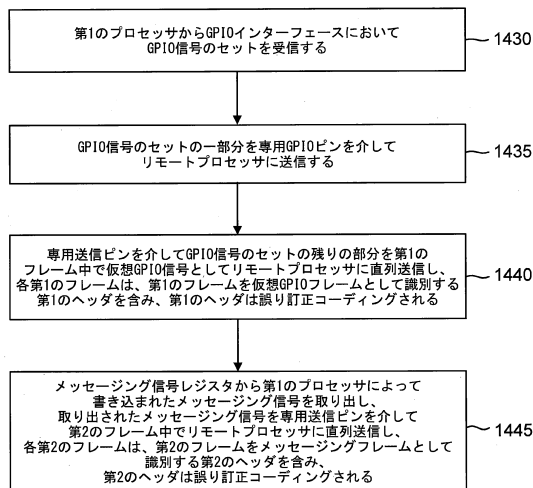 第1のプロセッサからGPIOインターフェースにおいて
GPIO信号のセットを受信する
1430
GPIO信号のセットの一部分を専用GPIOピンを介して
リモートプロセッサに送信する
1435
専用送信ピンを介してGPIO信号のセットの残りの部分を第1の
フレーム中で仮想GPIO信号としてリモートプロセッサに直列送信し、
各第1のフレームは、第1のフレームを仮想GPIOフレームとして識別する
第1のヘッダを含み、第1のヘッダは誤り訂正コーディングされる
1440
メッセージング信号レジスタから第1のプロセッサによって
書き込まれたメッセージング信号を取り出し、
取り出されたメッセージング信号を専用送信ピンを介して
第2のフレーム中でリモートプロセッサに直列送信し、
各第2のフレームは、第2のフレームをメッセージングフレームとして
識別する第2のヘッダを含み、
第2のヘッダは誤り訂正コーディングされる
1445